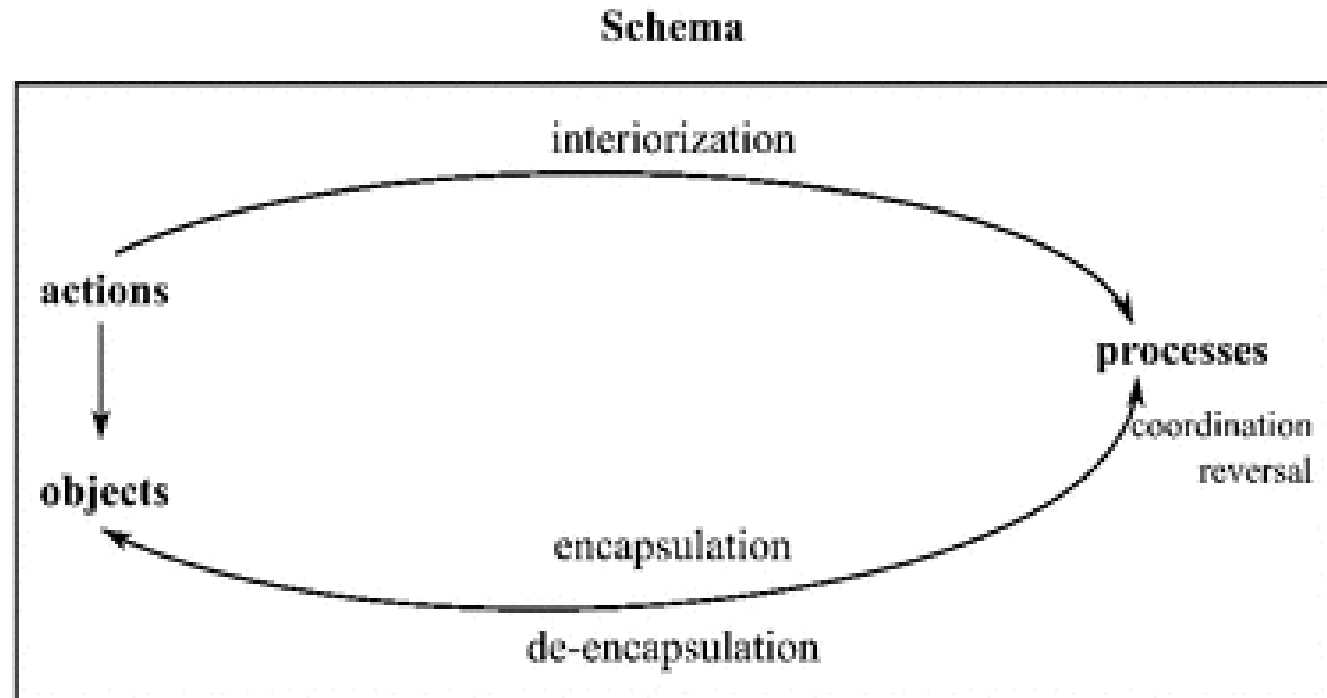 Schema
interiorization
actions
processes
coordination
reversal
objects
encapsulation
de-encapsulation